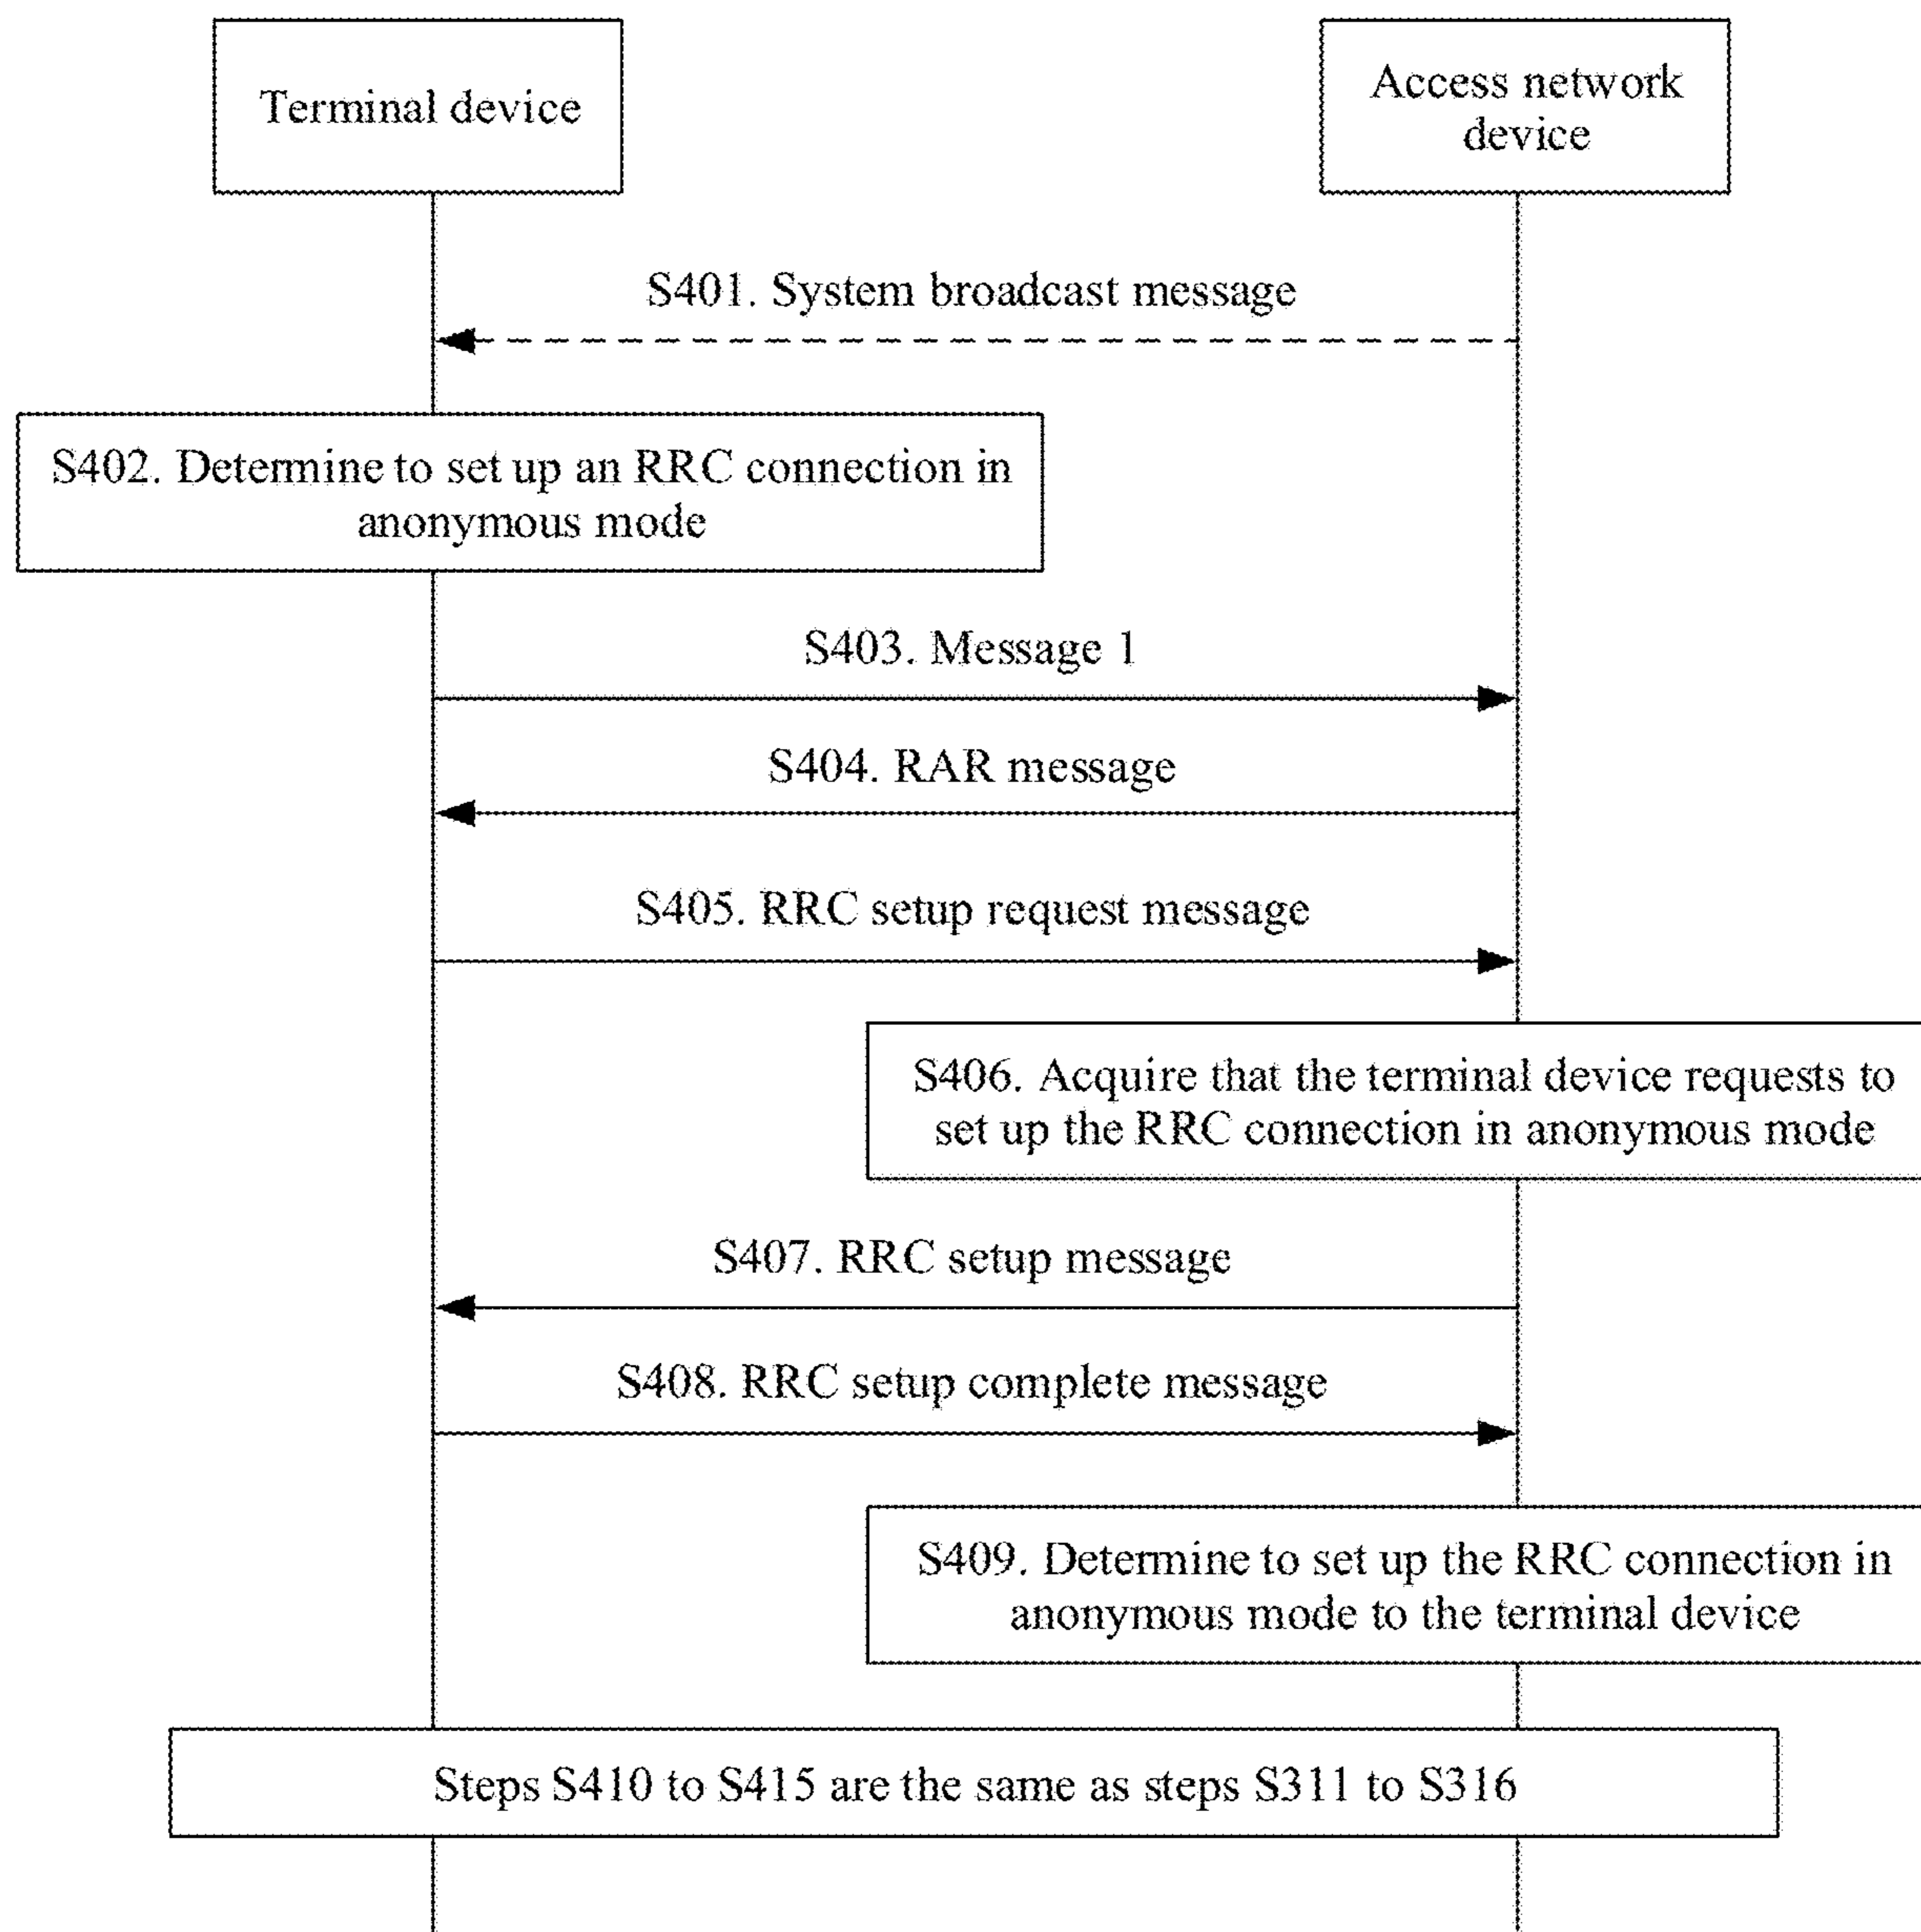 Terminal device
Access network
device
S401. System broadcast message
S402. Determine to set up an RRC connection in
anonymous mode
S403. Message 1
S404. RAR message
S405. RRC setup request message
S406. Acquire that the terminal device requests to
set up the RRC connection in anonymous mode
S407. RRC setup message
S408. RRC setup complete message
S409. Determine to set up the RRC connection in
anonymous mode to the terminal device
Steps S410 to S415 are the same as steps S311 to S316